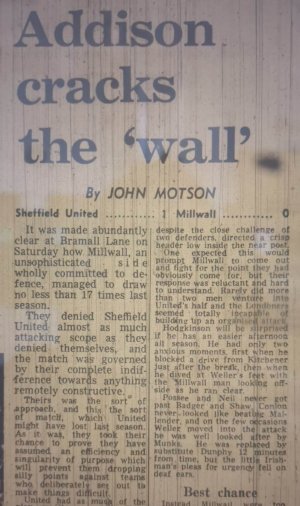 Addison
cracks
the ‘wall’
By JOHN MOTSON
Sheffield United ............ 1 Millwall ............ 0
It was made abundantly
clear at Bramall Lane on
Saturday how Millwall, an
unsophisticated side
wholly committed to de-
fence, managed to draw
no less than 17 times last
season.
They denied Sheffield
United almost as much
attacking scope as they
denied themselves, and
the match was governed
by their complete indif-
ference towards anything
remotely constructive.
Theirs was the sort of
approach, and this the sort
of match, which United
might have lost last season.
As it was, they took their
chance to prove they have
assumed an efficiency and
singularity of purpose which
will prevent them dropping
silly points against teams
who deliberately set out to
make things difficult.
United had as much of the
despite the close challenge of
two defenders, directed a crisp
header low inside the near post.
One expected this would
prompt Millwall to come out
and fight for the point they had
obviously come for, but their
response was reluctant and hard
to understand. Hardly did more
than two men venture into
United's half and the Londoners
seemed totally incapable of
building up an organised attack.
Hodgkinson will be surprised
if he has an easier afternoon
all season. He had only two
anxious moments, first when he
blocked a drive from Kitchener
just after the break, then when
he dived at Weller's feet with
the Millwall man looking off-
side as he ran clear.
Possee and Neil never got
past Badger and Shaw, Conlon
never looked like beating Mal-
lender, and on the few occasions
Weller moved into the attack
he was well looked after by
Munks. He was replaced by
substitute Dunphy 12 minutes
from time, but the little Irish-
man's pleas for urgency fell on
deaf ears.
Best chance
Instead Millwall were too